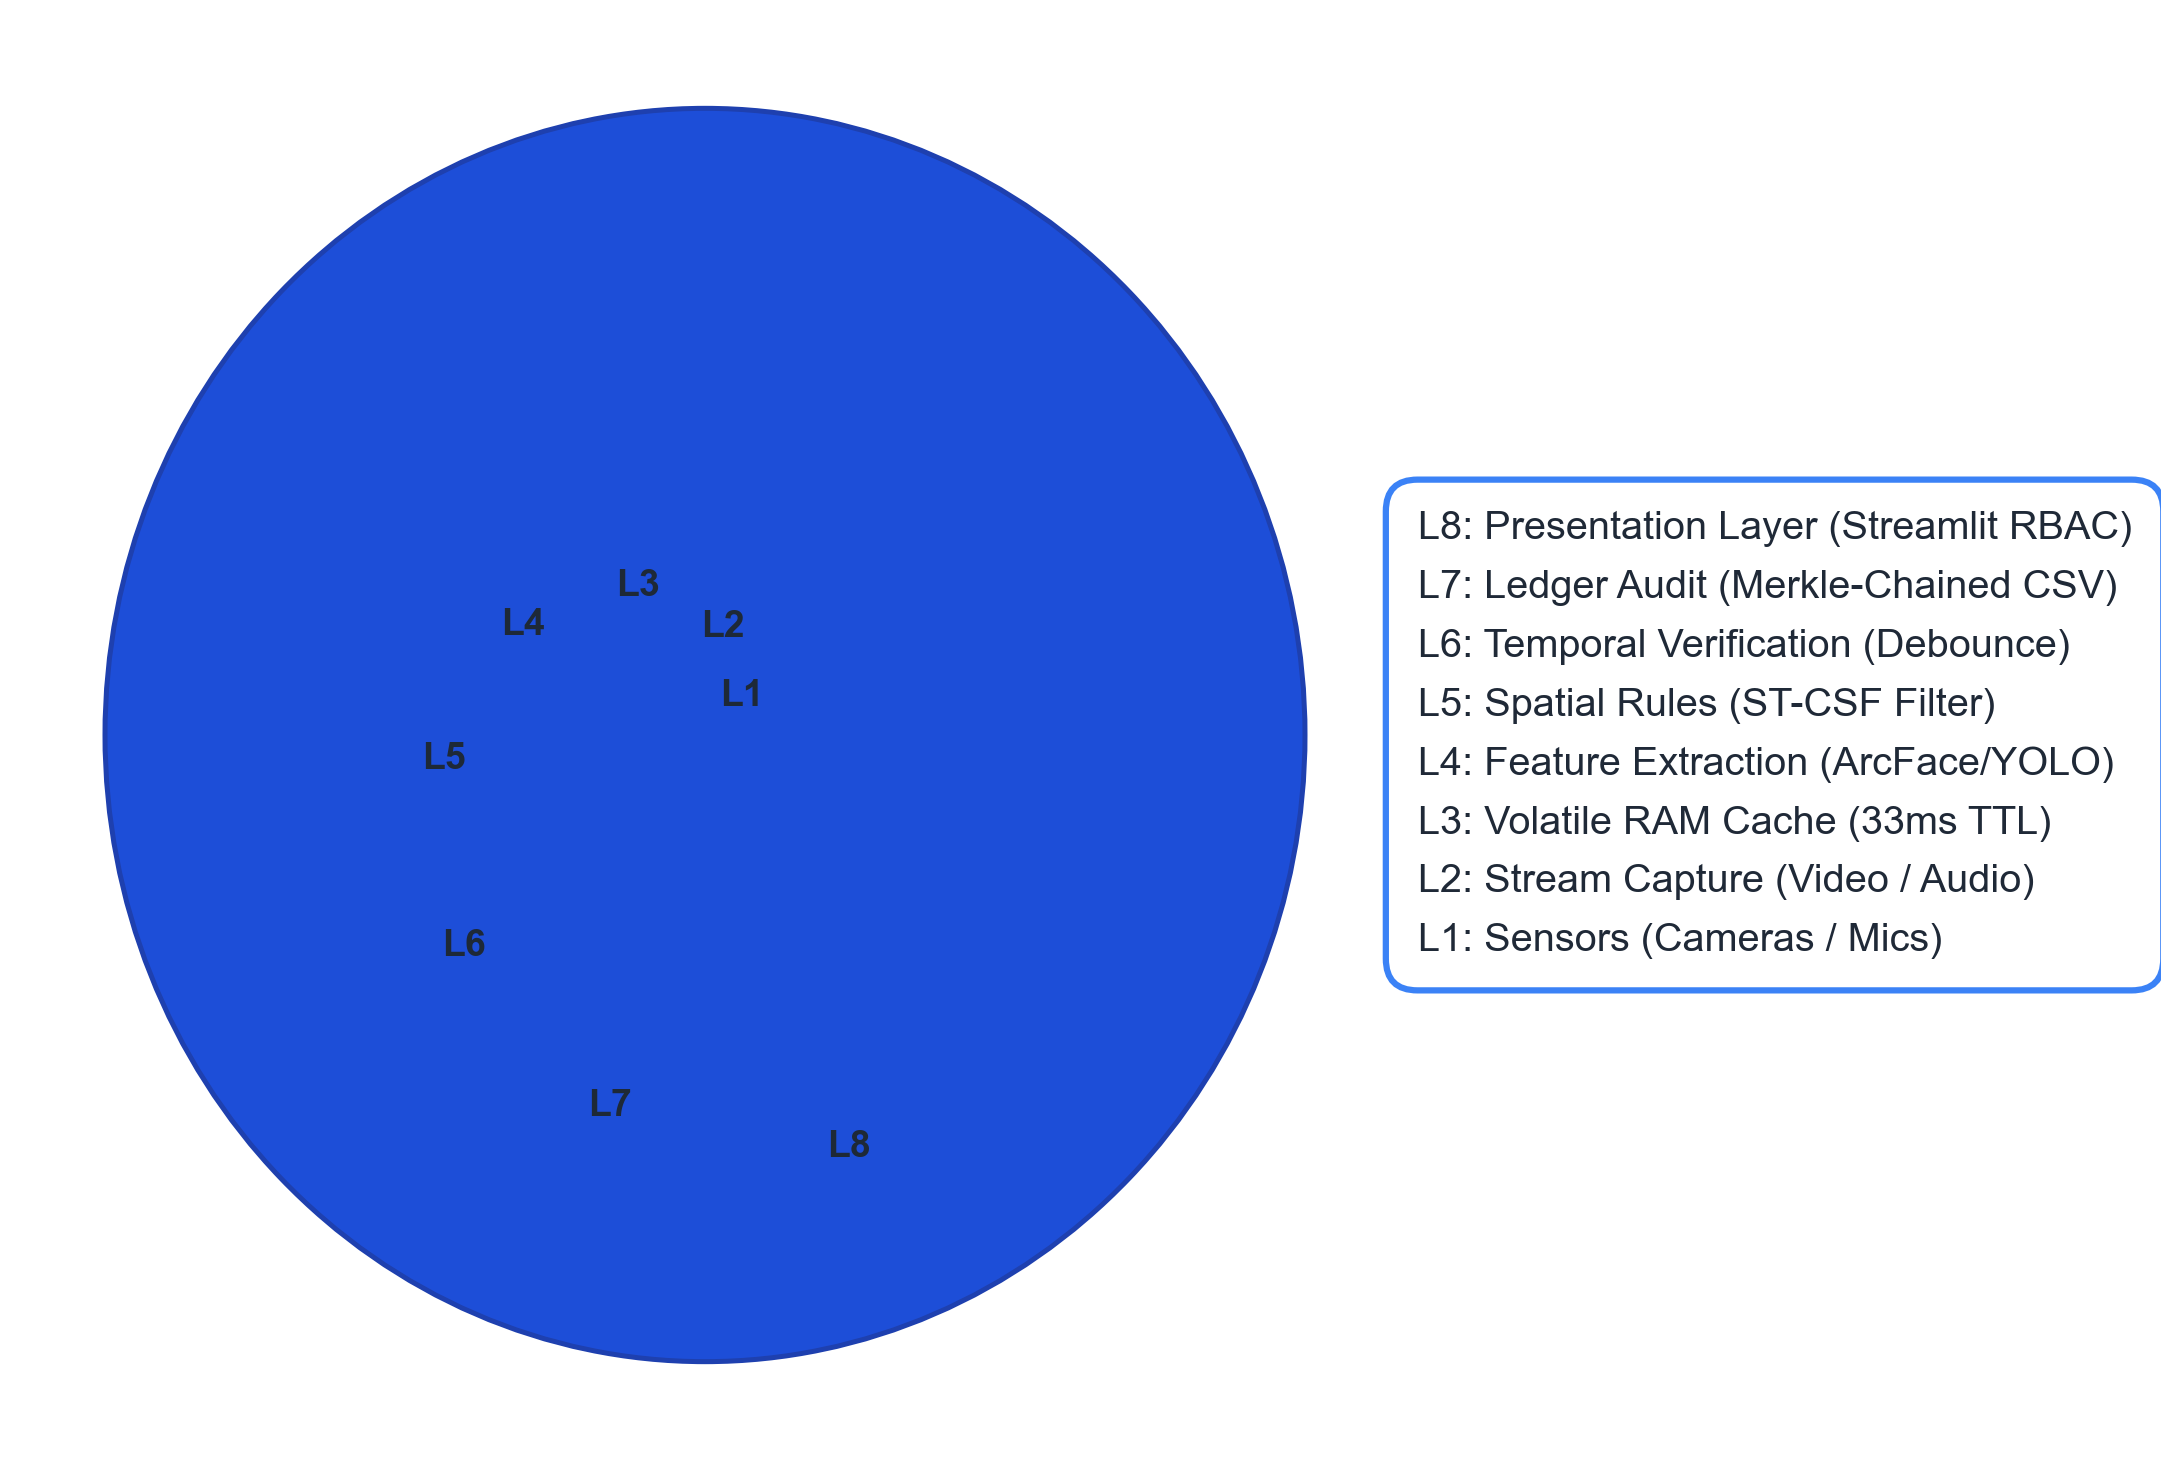 L3
L4
L2
L1
L5
L6
L7
L8
L8: Presentation Layer (Streamlit RBAC)
L7: Ledger Audit (Merkle-Chained CSV)
L6: Temporal Verification (Debounce)
L5: Spatial Rules (ST-CSF Filter)
L4: Feature Extraction (ArcFace/YOLO)
L3: Volatile RAM Cache (33ms TTL)
L2: Stream Capture (Video / Audio)
L1: Sensors (Cameras / Mics)